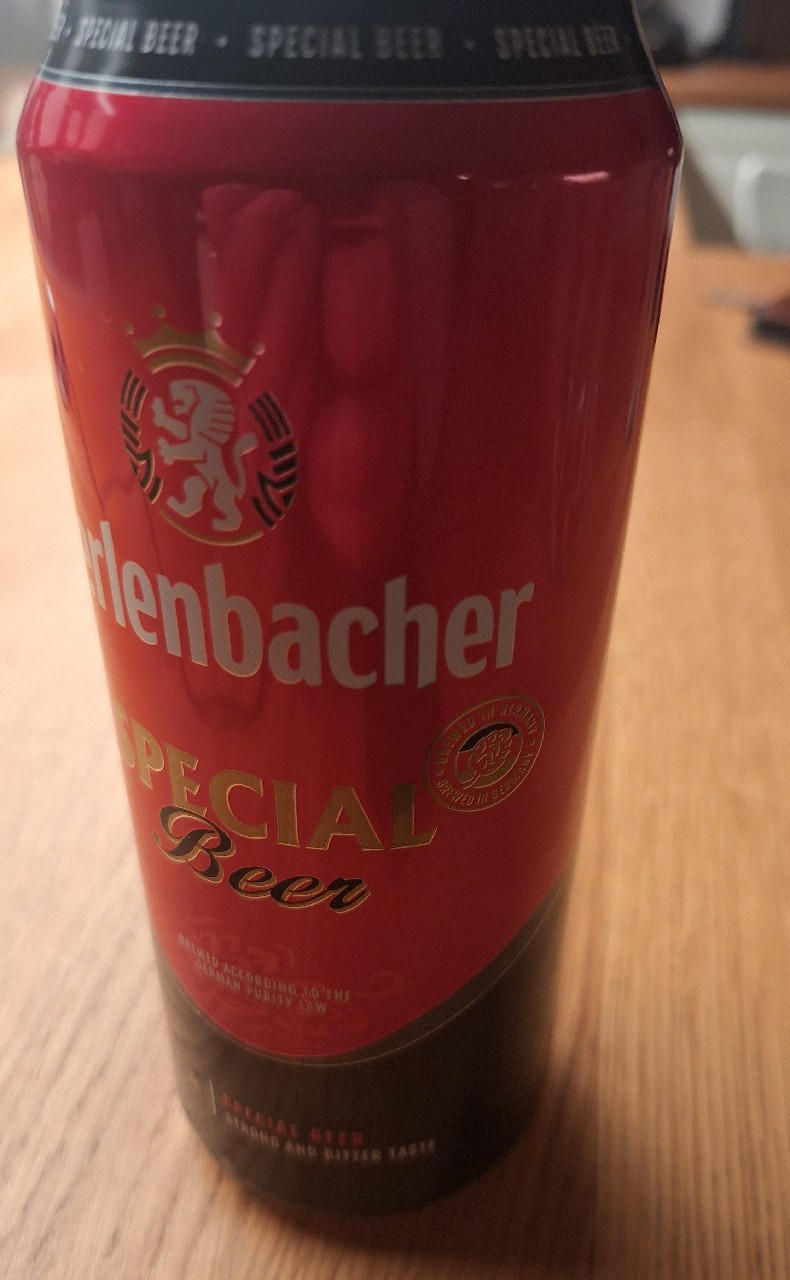 SPECIAL BEER - SPECIAL BEER - SPECIAL BEER
erlenbacher
SPECIAL
Beer
BREWED IN GERMANY
BREWED IN GERMANY
BREWED ACCORDING TO THE
GERMAN PURITY LAW
SPECIAL BEER
STRONG AND BITTER TASTE